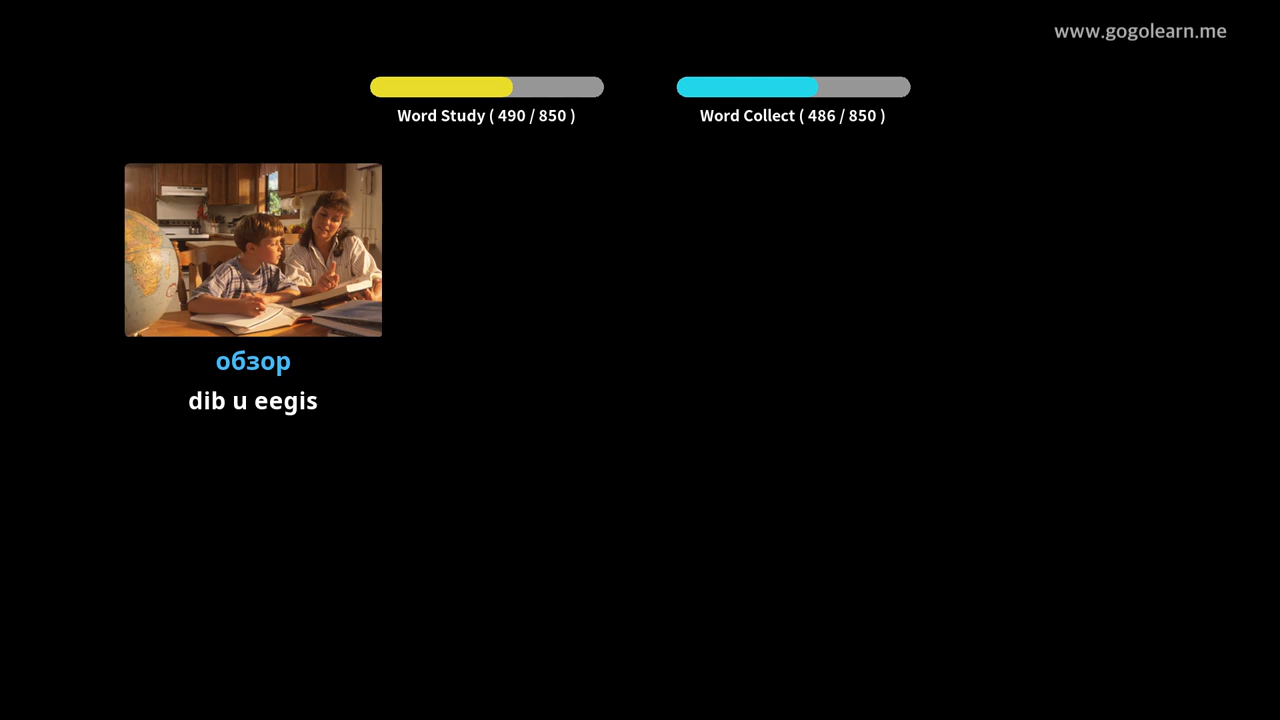 www.gogolearn.me
Word Study ( 490 / 850 )
Word Collect ( 486 / 850 )
обзор
dib u eegis